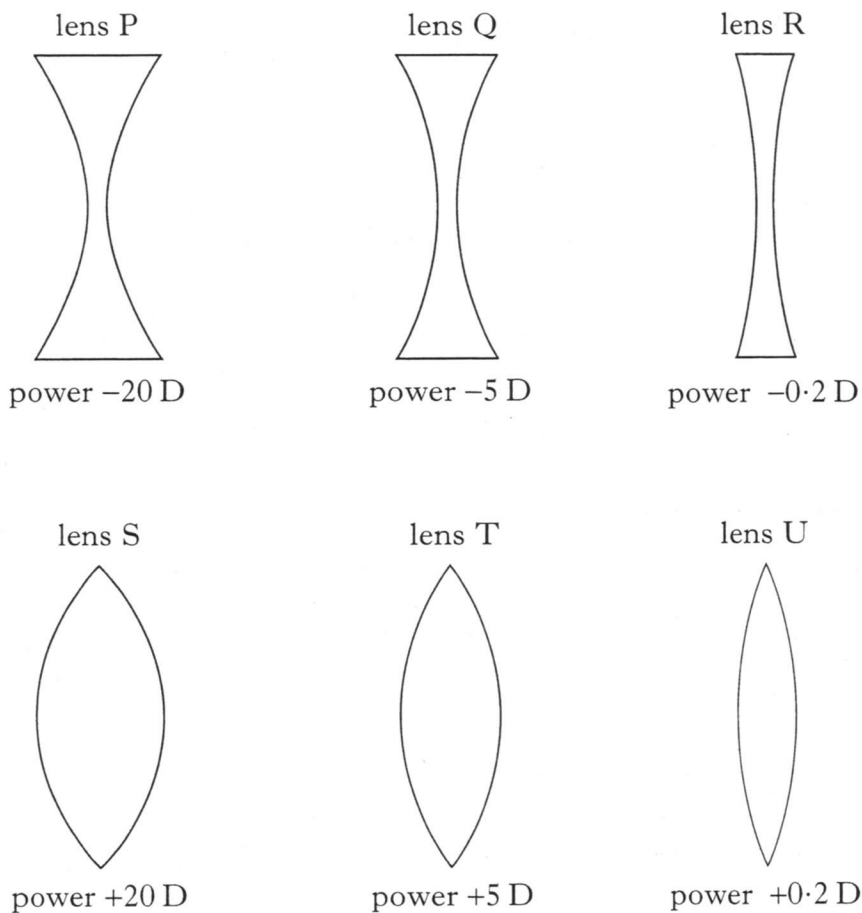 lens P lens Q lens R
power −20 D power −5 D power −0·2 D
lens S lens T lens U
power +20 D power +5 D power +0·2 D